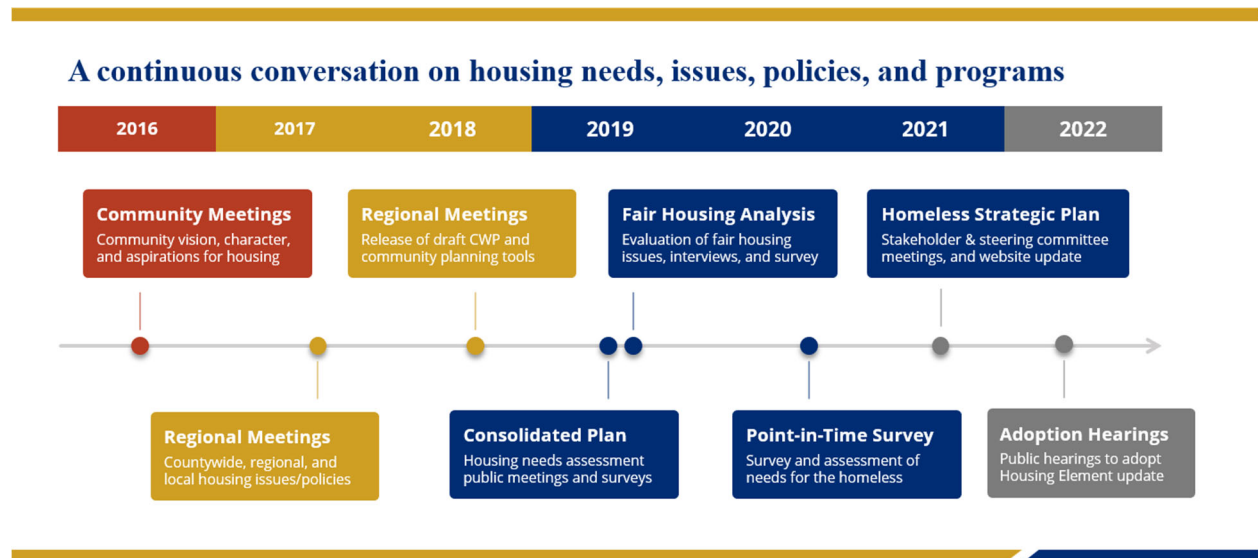 A continuous conversation on housing needs, issues, policies, and programs
2016 2017 2018 2019 2020 2021 2022
Community Meetings
Community vision, character,
and aspirations for housing
Regional Meetings
Release of draft CWP and
community planning tools
Fair Housing Analysis
Evaluation of fair housing
issues, interviews, and survey
Homeless Strategic Plan
Stakeholder & steering committee
meetings, and website update
Regional Meetings
Countywide, regional, and
local housing issues/policies
Consolidated Plan
Housing needs assessment
public meetings and surveys
Point-in-Time Survey
Survey and assessment of
needs for the homeless
Adoption Hearings
Public hearings to adopt
Housing Element update